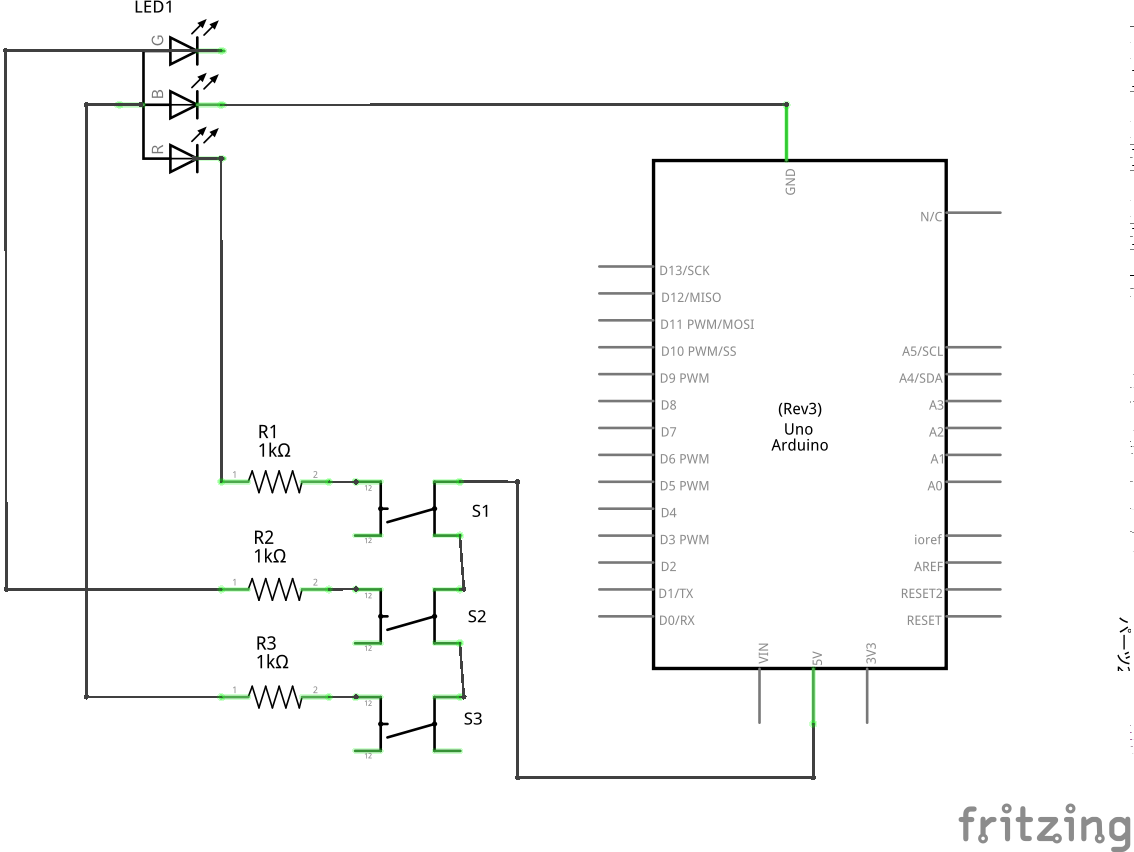 LED1
G
B
R
GND
N/C
D13/SCK
D12/MISO
D11 PWM/MOSI
D10 PWM/SS
A5/SCL
D9 PWM
A4/SDA
D8
A3
D7
A2
D6 PWM
A1
D5 PWM
A0
D4
D3 PWM
ioref
D2
AREF
D1/TX
RESET2
D0/RX
RESET
(Rev3)
Uno
Arduino
VIN
5V
3V3
R1
1kΩ
1
2
12
S1
12
R2
1kΩ
1
2
12
S2
12
R3
1kΩ
1
2
12
S3
12
fritzing